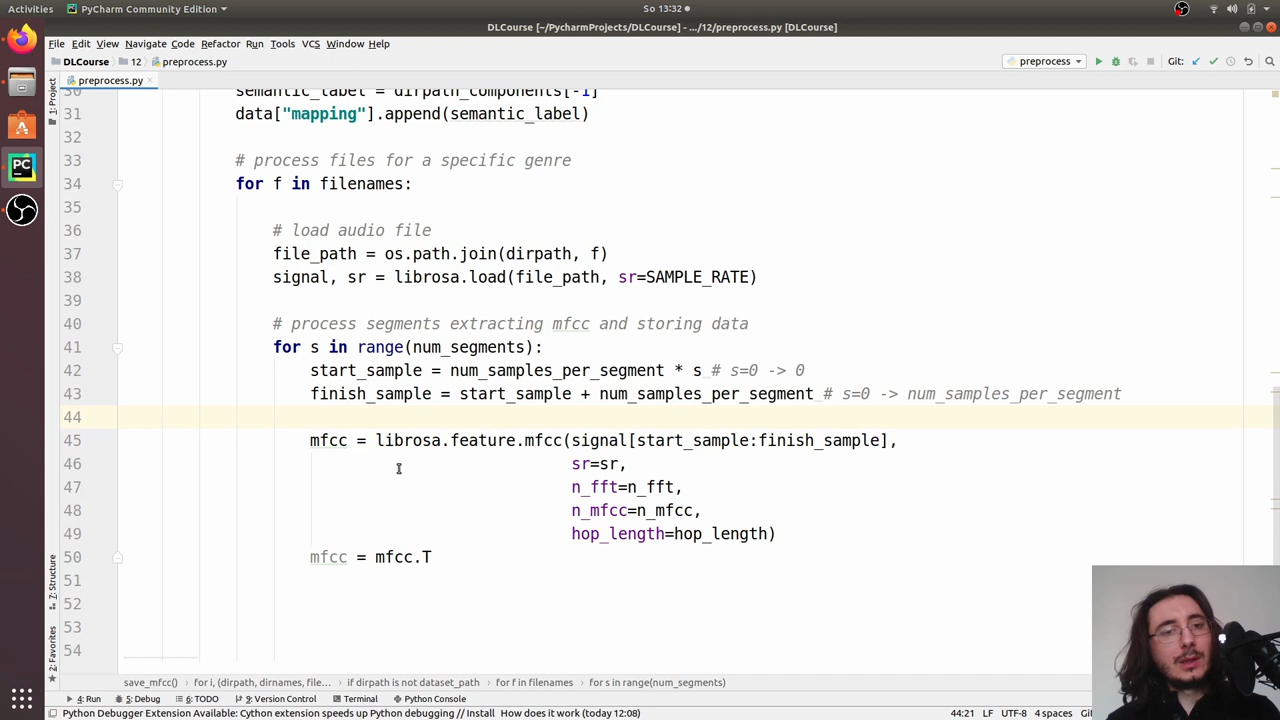 Activities
PyCharm Community Edition
So 13:32
DLCourse [~/PycharmProjects/DLCourse] - .../12/preprocess.py [DLCourse]
File Edit View Navigate Code Refactor Run Tools VCS Window Help
DLCourse 12 preprocess.py
preprocess
Git:
preprocess.py
1: Project
30 semantic_label = dirpath_components[-1]
31 data["mapping"].append(semantic_label)
32
33 # process files for a specific genre
34 for f in filenames:
35
36 # load audio file
37 file_path = os.path.join(dirpath, f)
38 signal, sr = librosa.load(file_path, sr=SAMPLE_RATE)
39
40 # process segments extracting mfcc and storing data
41 for s in range(num_segments):
42 start_sample = num_samples_per_segment * s # s=0 -> 0
43 finish_sample = start_sample + num_samples_per_segment # s=0 -> num_samples_per_segment
44
45 mfcc = librosa.feature.mfcc(signal[start_sample:finish_sample],
46 sr=sr,
47 n_fft=n_fft,
48 n_mfcc=n_mfcc,
49 hop_length=hop_length)
50 mfcc = mfcc.T
51
52
53
54
7: Structure
2: Favorites
save_mfcc() for i, (dirpath, dirnames, file... if dirpath is not dataset_path for f in filenames for s in range(num_segments)
4: Run 5: Debug 6: TODO 9: Version Control Terminal Python Console
Python Debugger Extension Available: Cython extension speeds up Python debugging // Install How does it work (today 12:08)
44:21 LF UTF-8 4 spaces